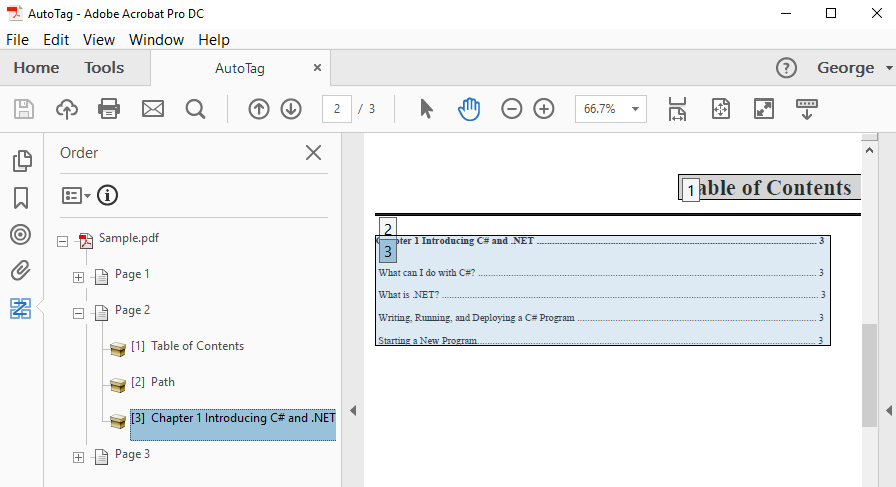 AutoTag - Adobe Acrobat Pro DC
File Edit View Window Help
Home Tools AutoTag × ? George
2 / 3 66.7%
Order
Sample.pdf
Page 1
Page 2
[1] Table of Contents
[2] Path
[3] Chapter 1 Introducing C# and .NET
Page 3
1 able of Contents
2
3
pter 1 Introducing C# and .NET 3
What can I do with C#? 3
What is .NET? 3
Writing, Running, and Deploying a C# Program 3
Starting a New Program 3